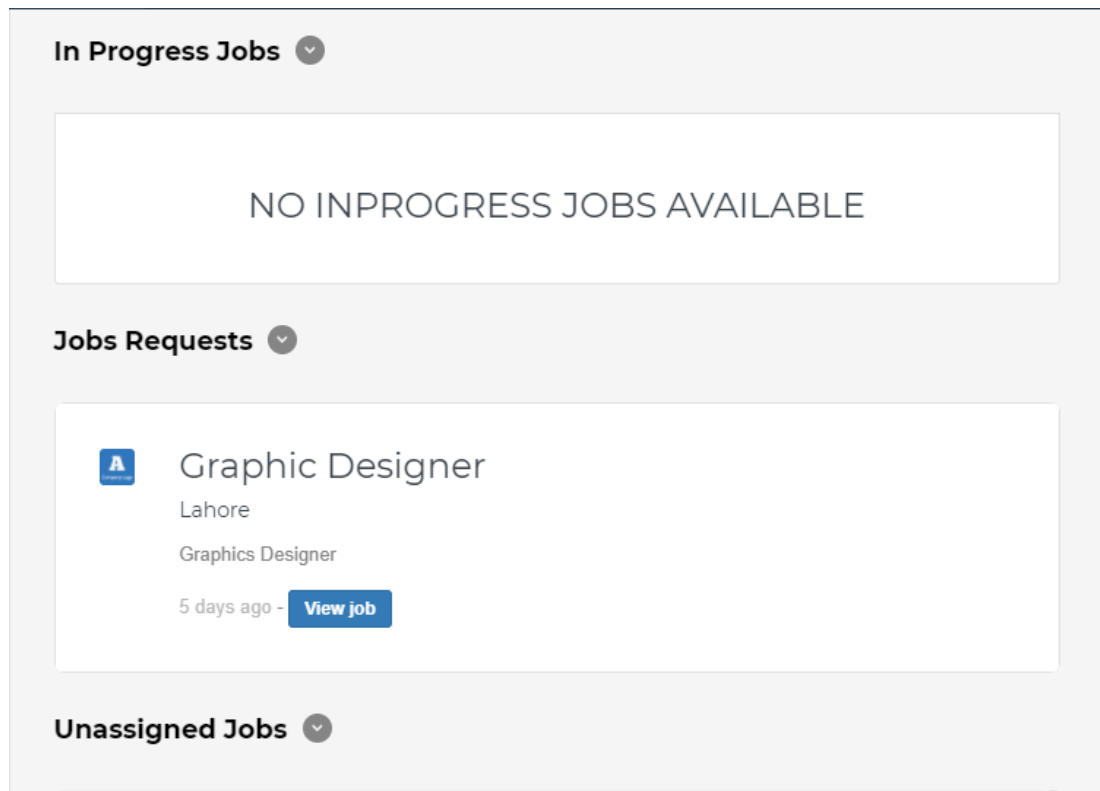 In Progress Jobs
NO INPROGRESS JOBS AVAILABLE
Jobs Requests
A
Graphic Designer
Lahore
Graphics Designer
5 days ago - View job
Unassigned Jobs